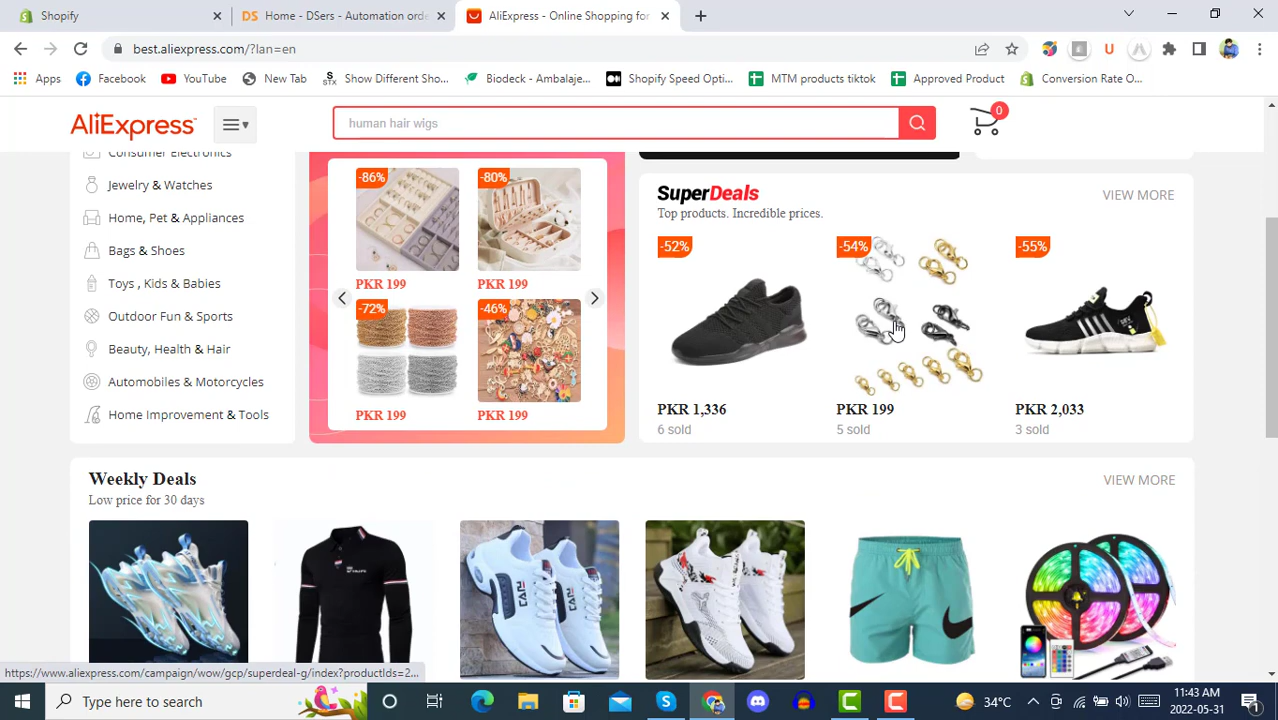 Shopify
DS Home - DSers - Automation orde
AliExpress - Online Shopping for
best.aliexpress.com/?lan=en
Apps
Facebook
YouTube
New Tab
STX Show Different Sho...
Biodeck - Ambalaje...
Shopify Speed Opti...
MTM products tiktok
Approved Product
Conversion Rate O...
AliExpress
human hair wigs
0
Consumer Electronics
Jewelry & Watches
Home, Pet & Appliances
Bags & Shoes
Toys , Kids & Babies
Outdoor Fun & Sports
Beauty, Health & Hair
Automobiles & Motorcycles
Home Improvement & Tools
-86%
-80%
PKR 199
PKR 199
-72%
-46%
PKR 199
PKR 199
SuperDeals
VIEW MORE
Top products. Incredible prices.
-52%
-54%
-55%
PKR 1,336
PKR 199
PKR 2,033
6 sold
5 sold
3 sold
Weekly Deals
VIEW MORE
Low price for 30 days
https://www.aliexpress.com/campaign/wow/gcp/superdeal-g/index?productIds=2...
Type here to search
34°C
11:43 AM
2022-05-31
1